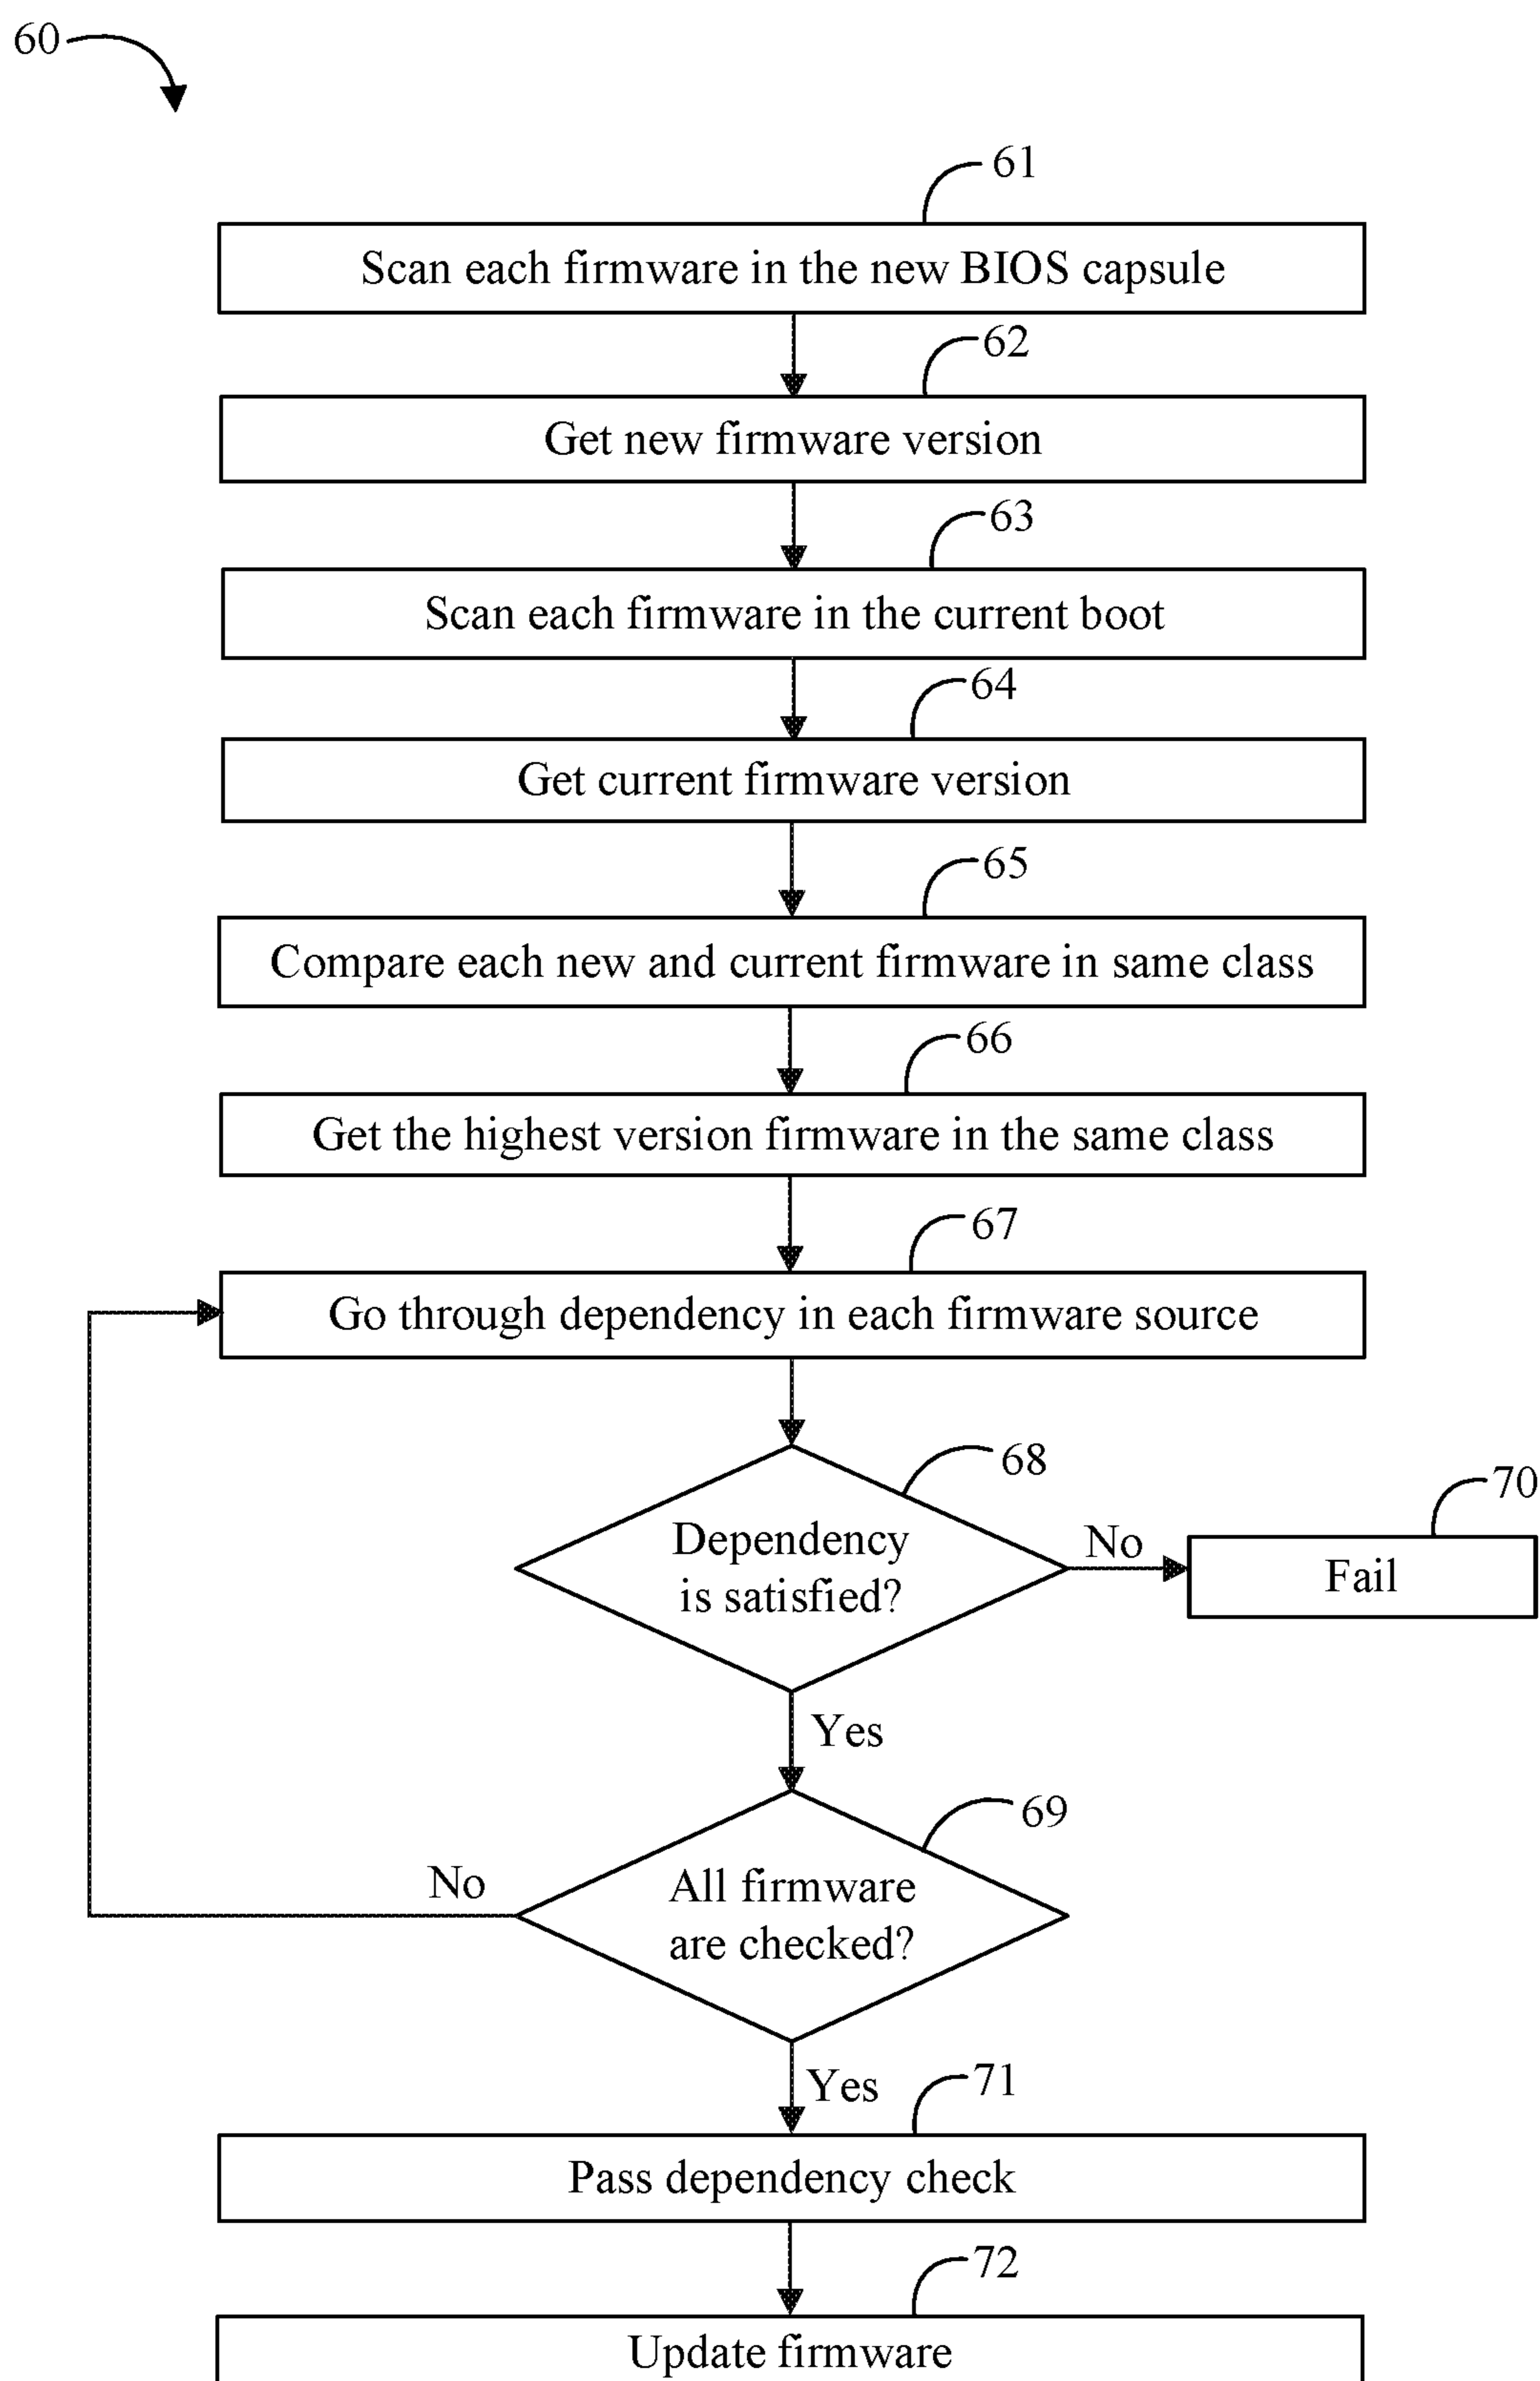 60
61
Scan each firmware in the new BIOS capsule
62
Get new firmware version
63
Scan each firmware in the current boot
64
Get current firmware version
65
Compare each new and current firmware in same class
66
Get the highest version firmware in the same class
67
Go through dependency in each firmware source
68
Dependency
is satisfied?
No
70
Fail
Yes
69
All firmware
are checked?
No
Yes
71
Pass dependency check
72
Update firmware